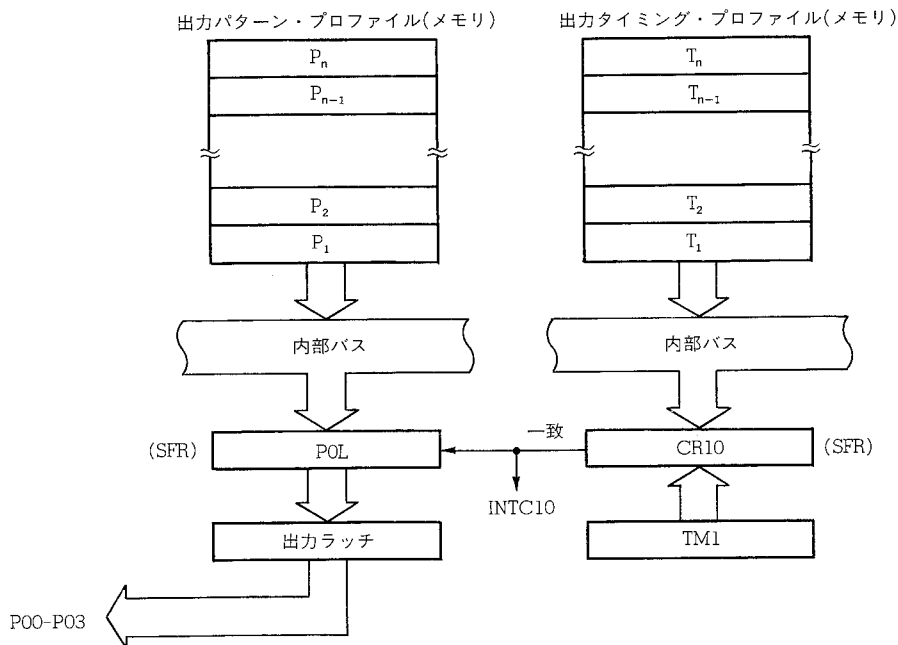 出力パターン・プロファイル(メモリ)
Pn
Pn-1
P2
P1
内部バス
(SFR)
P0L
出力ラッチ
P00-P03
出力タイミング・プロファイル(メモリ)
Tn
Tn-1
T2
T1
内部バス
一致
INTC10
CR10
(SFR)
TM1